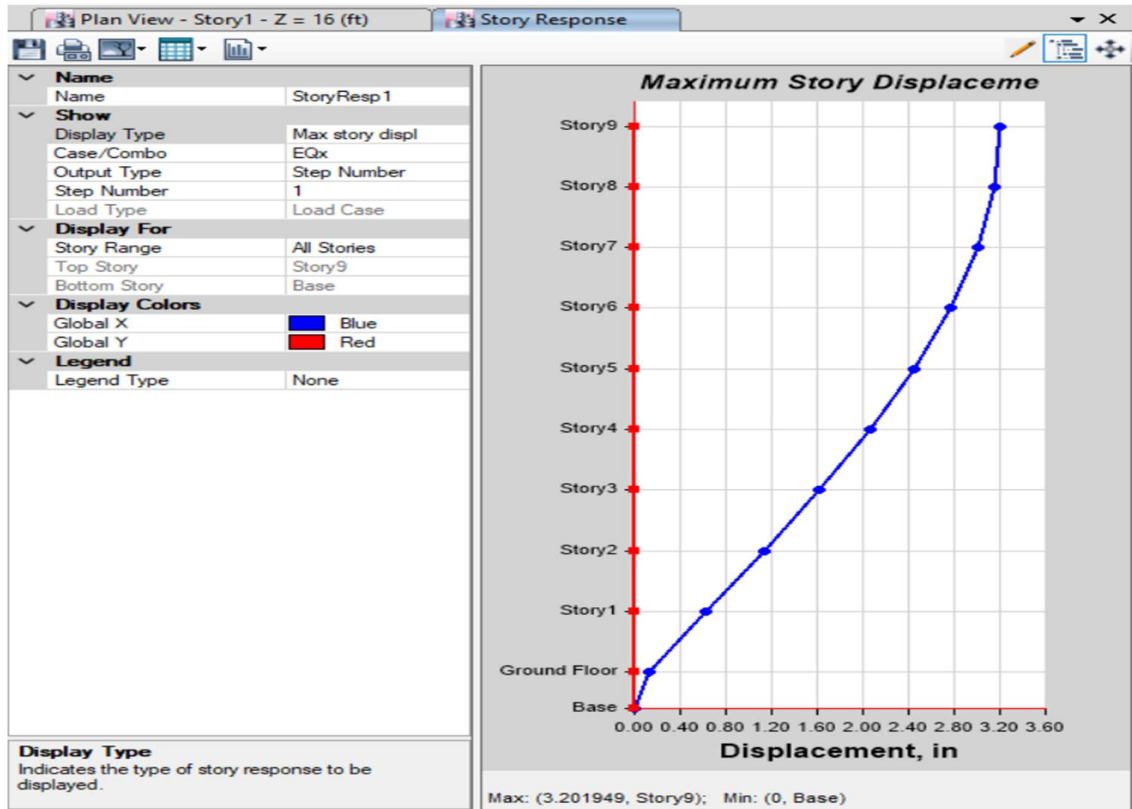 Plan View - Story1 - Z = 16 (ft)
Story Response
Name
Name StoryResp1
Show
Display Type Max story displ
Case/Combo EQx
Output Type Step Number
Step Number 1
Load Type Load Case
Display For
Story Range All Stories
Top Story Story9
Bottom Story Base
Display Colors
Global X Blue
Global Y Red
Legend
Legend Type None
Display Type
Indicates the type of story response to be
displayed.
Maximum Story Displaceme
Story9
Story8
Story7
Story6
Story5
Story4
Story3
Story2
Story1
Ground Floor
Base
0.00 0.40 0.80 1.20 1.60 2.00 2.40 2.80 3.20 3.60
Displacement, in
Max: (3.201949, Story9); Min: (0, Base)